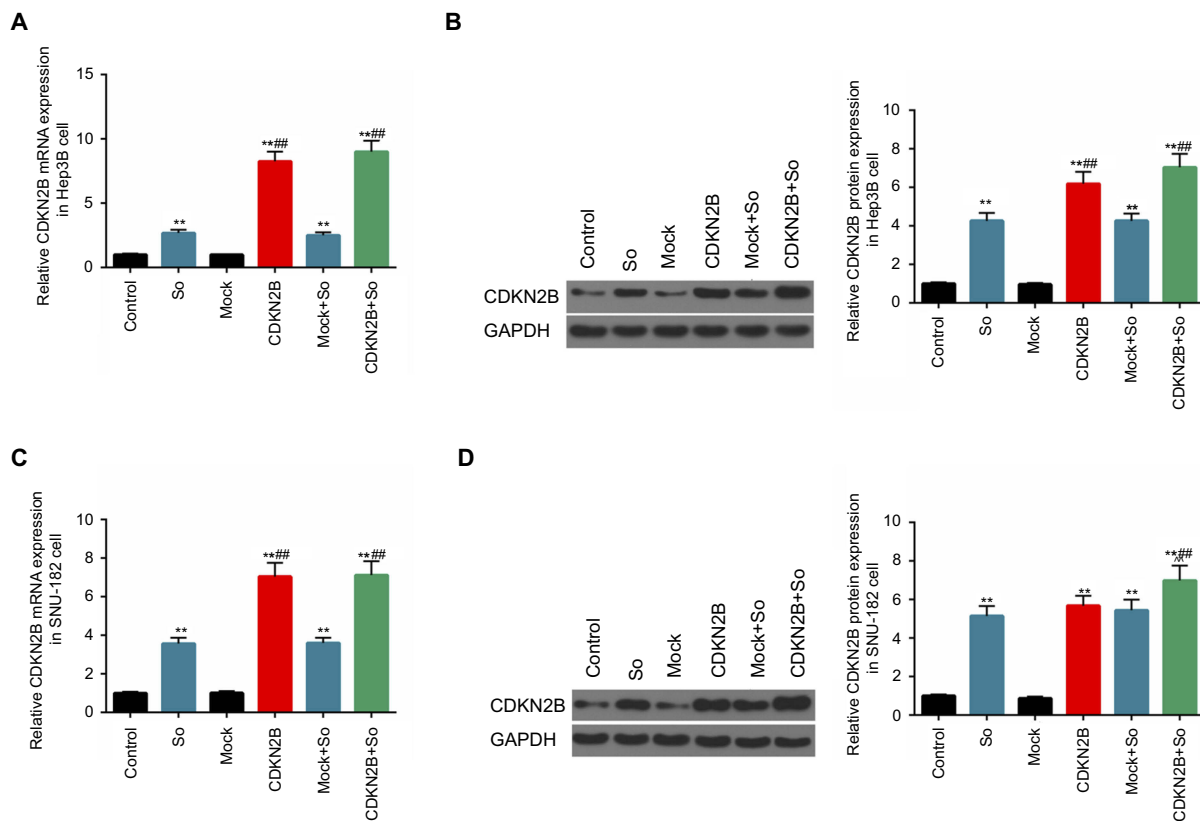 A
Relative CDKN2B mRNA expression
in Hep3B cell
15
10
5
0
**
**##
**
**##
Control
So
Mock
CDKN2B
Mock+So
CDKN2B+So
B
Control
So
Mock
CDKN2B
Mock+So
CDKN2B+So
CDKN2B
GAPDH
Relative CDKN2B protein expression
in Hep3B cell
10
8
6
4
2
0
**
**##
**
**##
Control
So
Mock
CDKN2B
Mock+So
CDKN2B+So
C
Relative CDKN2B mRNA expression
in SNU-182 cell
10
8
6
4
2
0
**
**##
**
**##
Control
So
Mock
CDKN2B
Mock+So
CDKN2B+So
D
Control
So
Mock
CDKN2B
Mock+So
CDKN2B+So
CDKN2B
GAPDH
Relative CDKN2B protein expression
in SNU-182 cell
10
8
6
4
2
0
**
**
**
**##
^^
Control
So
Mock
CDKN2B
Mock+So
CDKN2B+So